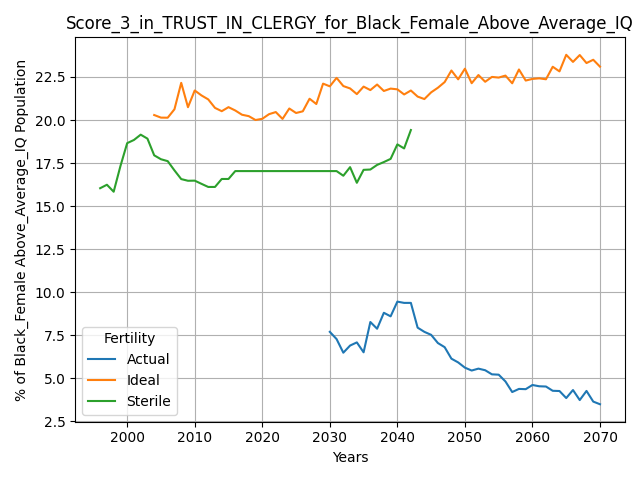 Score_3_in_TRUST_IN_CLERGY_for_Black_Female_Above_Average_IQ
% of Black_Female Above_Average_IQ Population
22.5
20.0
17.5
15.0
12.5
10.0
7.5
5.0
2.5
Fertility
Actual
Ideal
Sterile
2000 2010 2020 2030 2040 2050 2060 2070
Years